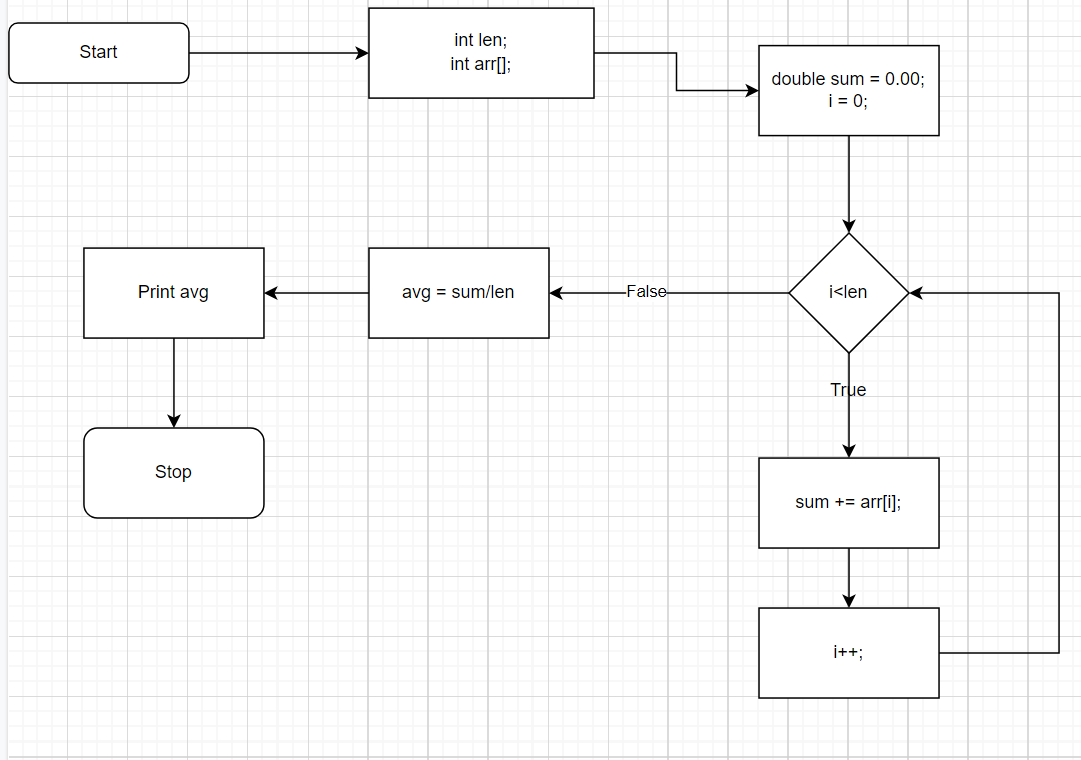 Start
int len;
int arr[];
double sum = 0.00;
i = 0;
i<len
False
avg = sum/len
Print avg
Stop
True
sum += arr[i];
i++;